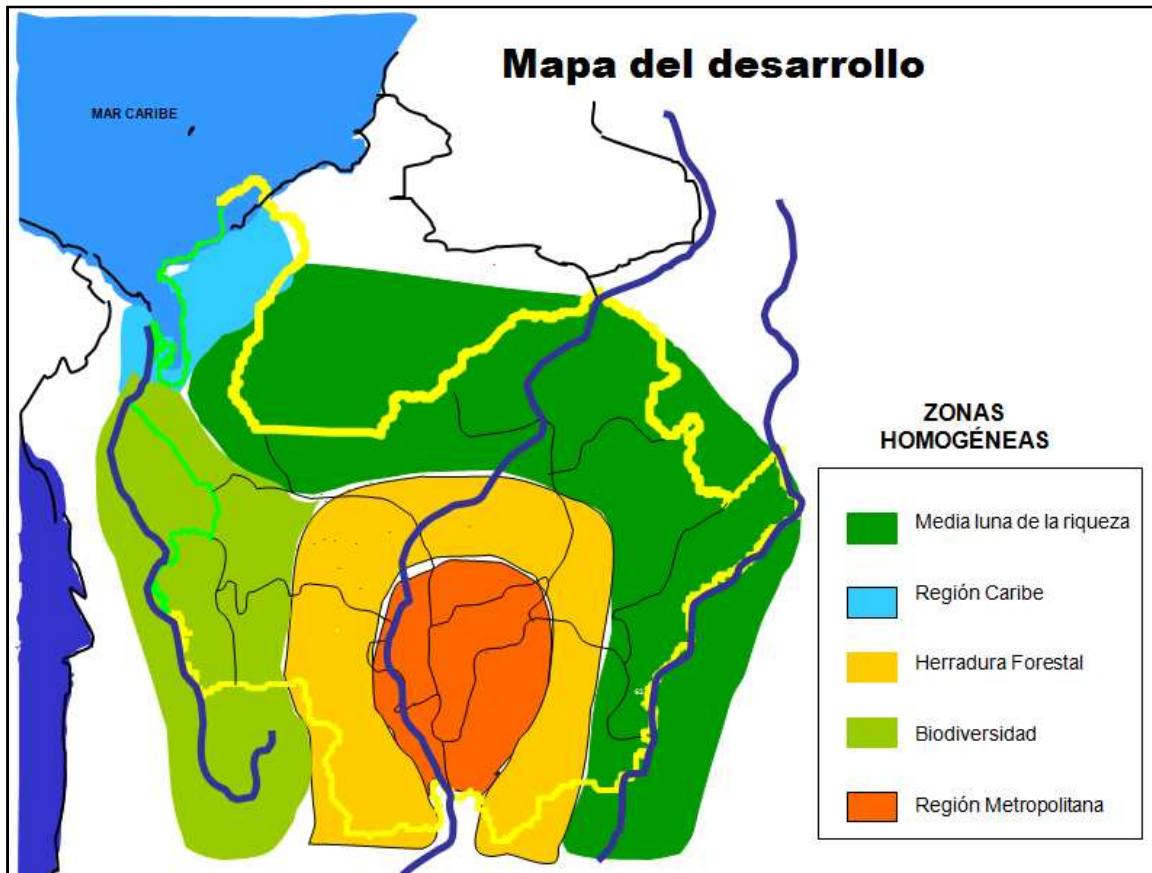 Mapa del desarrollo
MAR CARIBE
ZONAS
HOMOGÉNEAS
Media luna de la riqueza
Región Caribe
Herradura Forestal
Biodiversidad
Región Metropolitana